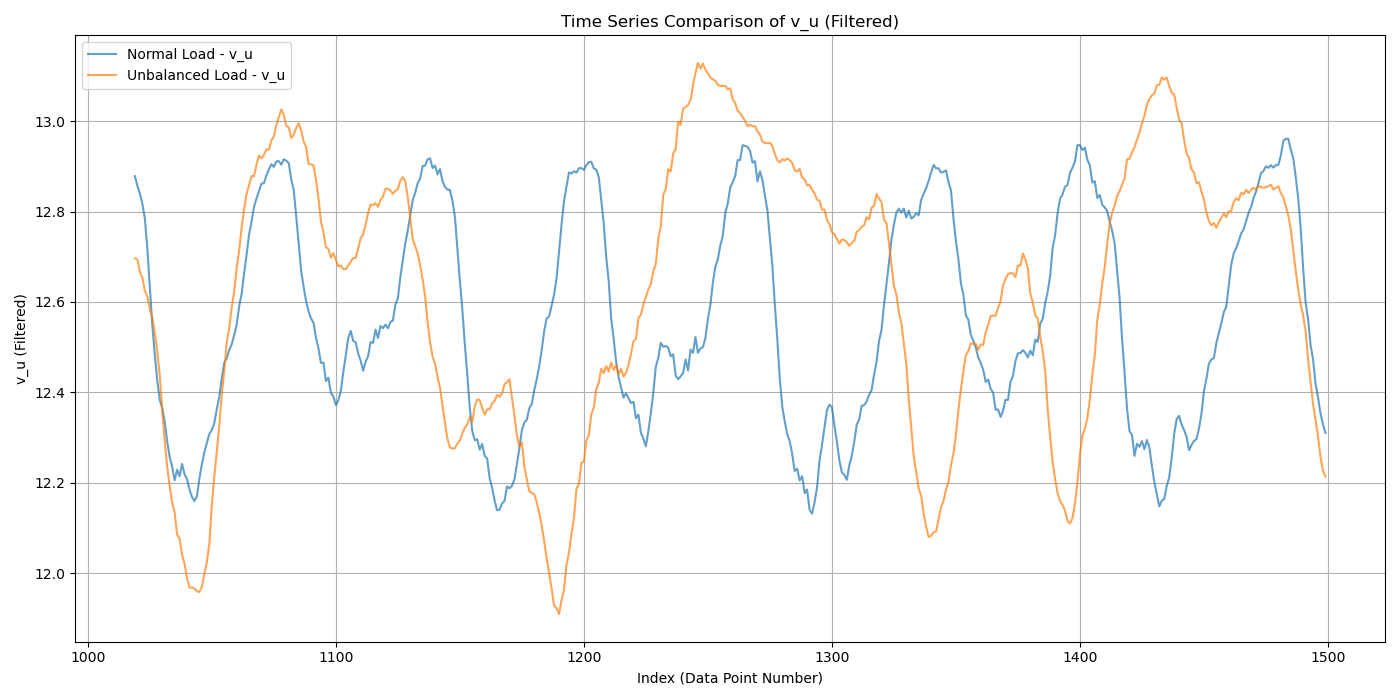 Time Series Comparison of v_u (Filtered)
Normal Load - v_u
Unbalanced Load - v_u
v_u (Filtered)
13.0
12.8
12.6
12.4
12.2
12.0
1000 1100 1200 1300 1400 1500
Index (Data Point Number)